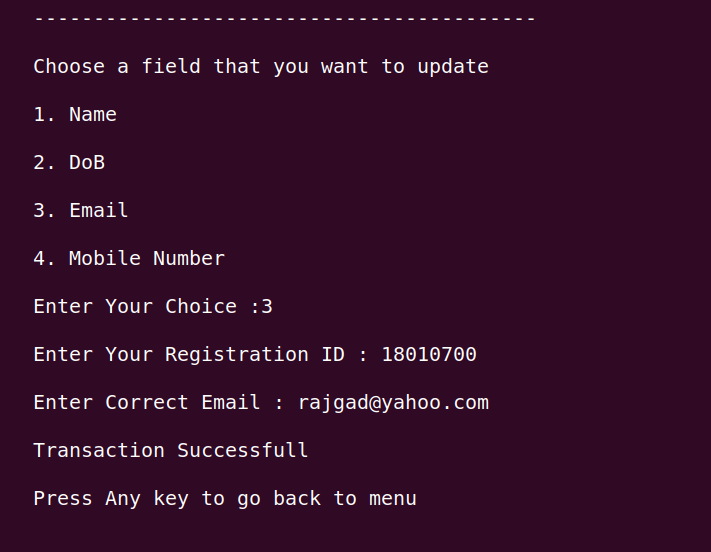 ------------------------------------------
Choose a field that you want to update
1. Name
2. DoB
3. Email
4. Mobile Number
Enter Your Choice :3
Enter Your Registration ID : 18010700
Enter Correct Email : rajgad@yahoo.com
Transaction Successfull
Press Any key to go back to menu